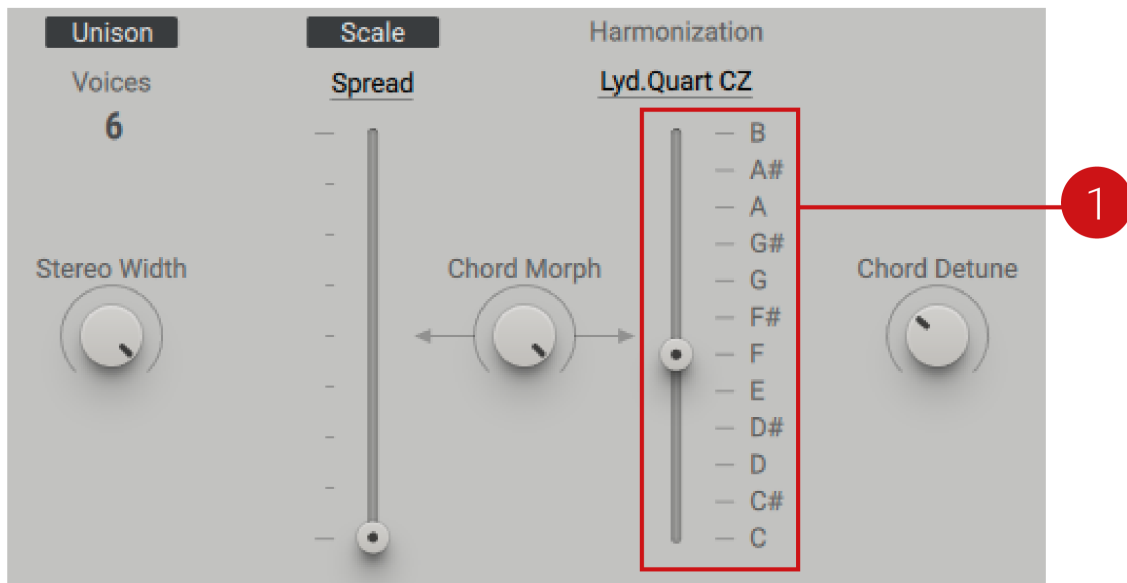 Unison
Scale
Harmonization
Voices
Spread
Lyd.Quart CZ
6
B
A#
A
1
G#
Stereo Width
Chord Morph
G
Chord Detune
F#
F
E
D#
D
C#
C